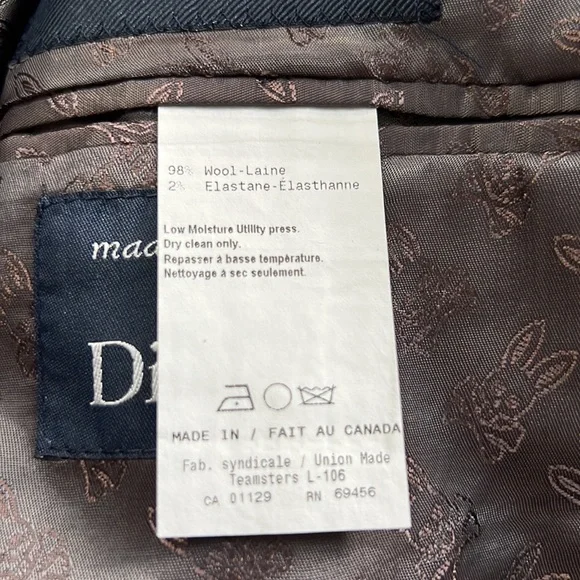 98% Wool-Laine
2% Elastane-Élasthanne
Low Moisture Utility press.
Dry clean only.
Repasser à basse température.
Nettoyage à sec seulement.
MADE IN / FAIT AU CANADA
Fab. syndicale / Union Made
Teamsters L-106
CA 01129 RN 69456